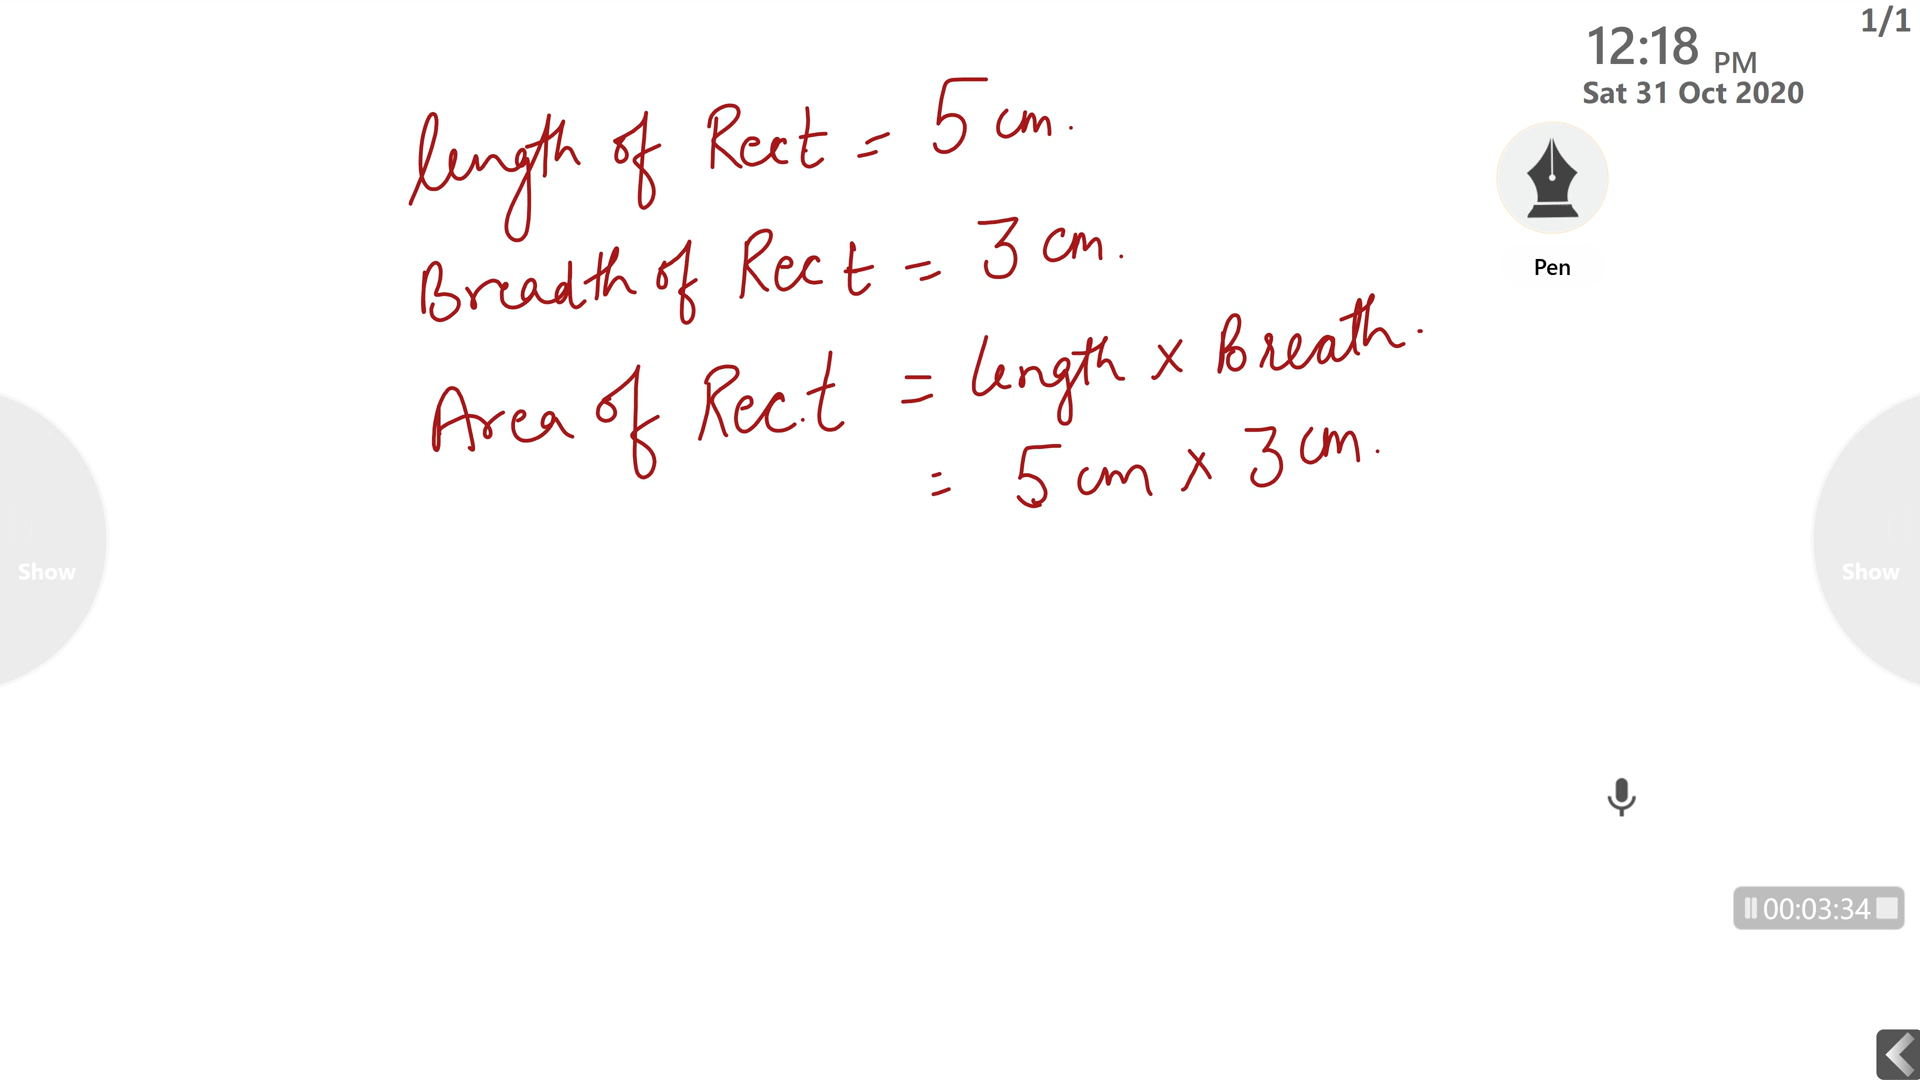 1/1
12:18 PM
Sat 31 Oct 2020
length of Rect = 5 cm.
Breadth of Rect = 3 cm.
Pen
Area of Rec.t = length x Breath.
= 5 cm x 3 cm.
Show
Show
00:03:34